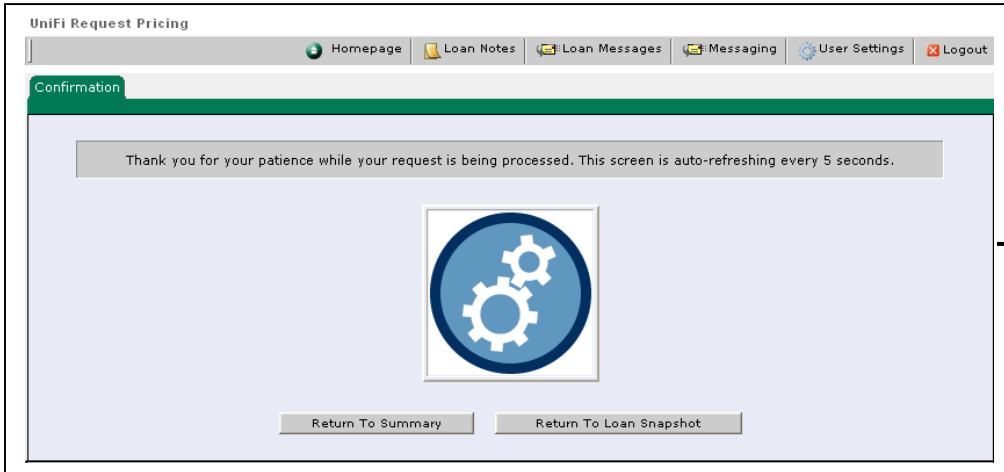 UniFi Request Pricing
Homepage Loan Notes Loan Messages Messaging User Settings Logout
Confirmation
Thank you for your patience while your request is being processed. This screen is auto-refreshing every 5 seconds.
Return To Summary Return To Loan Snapshot